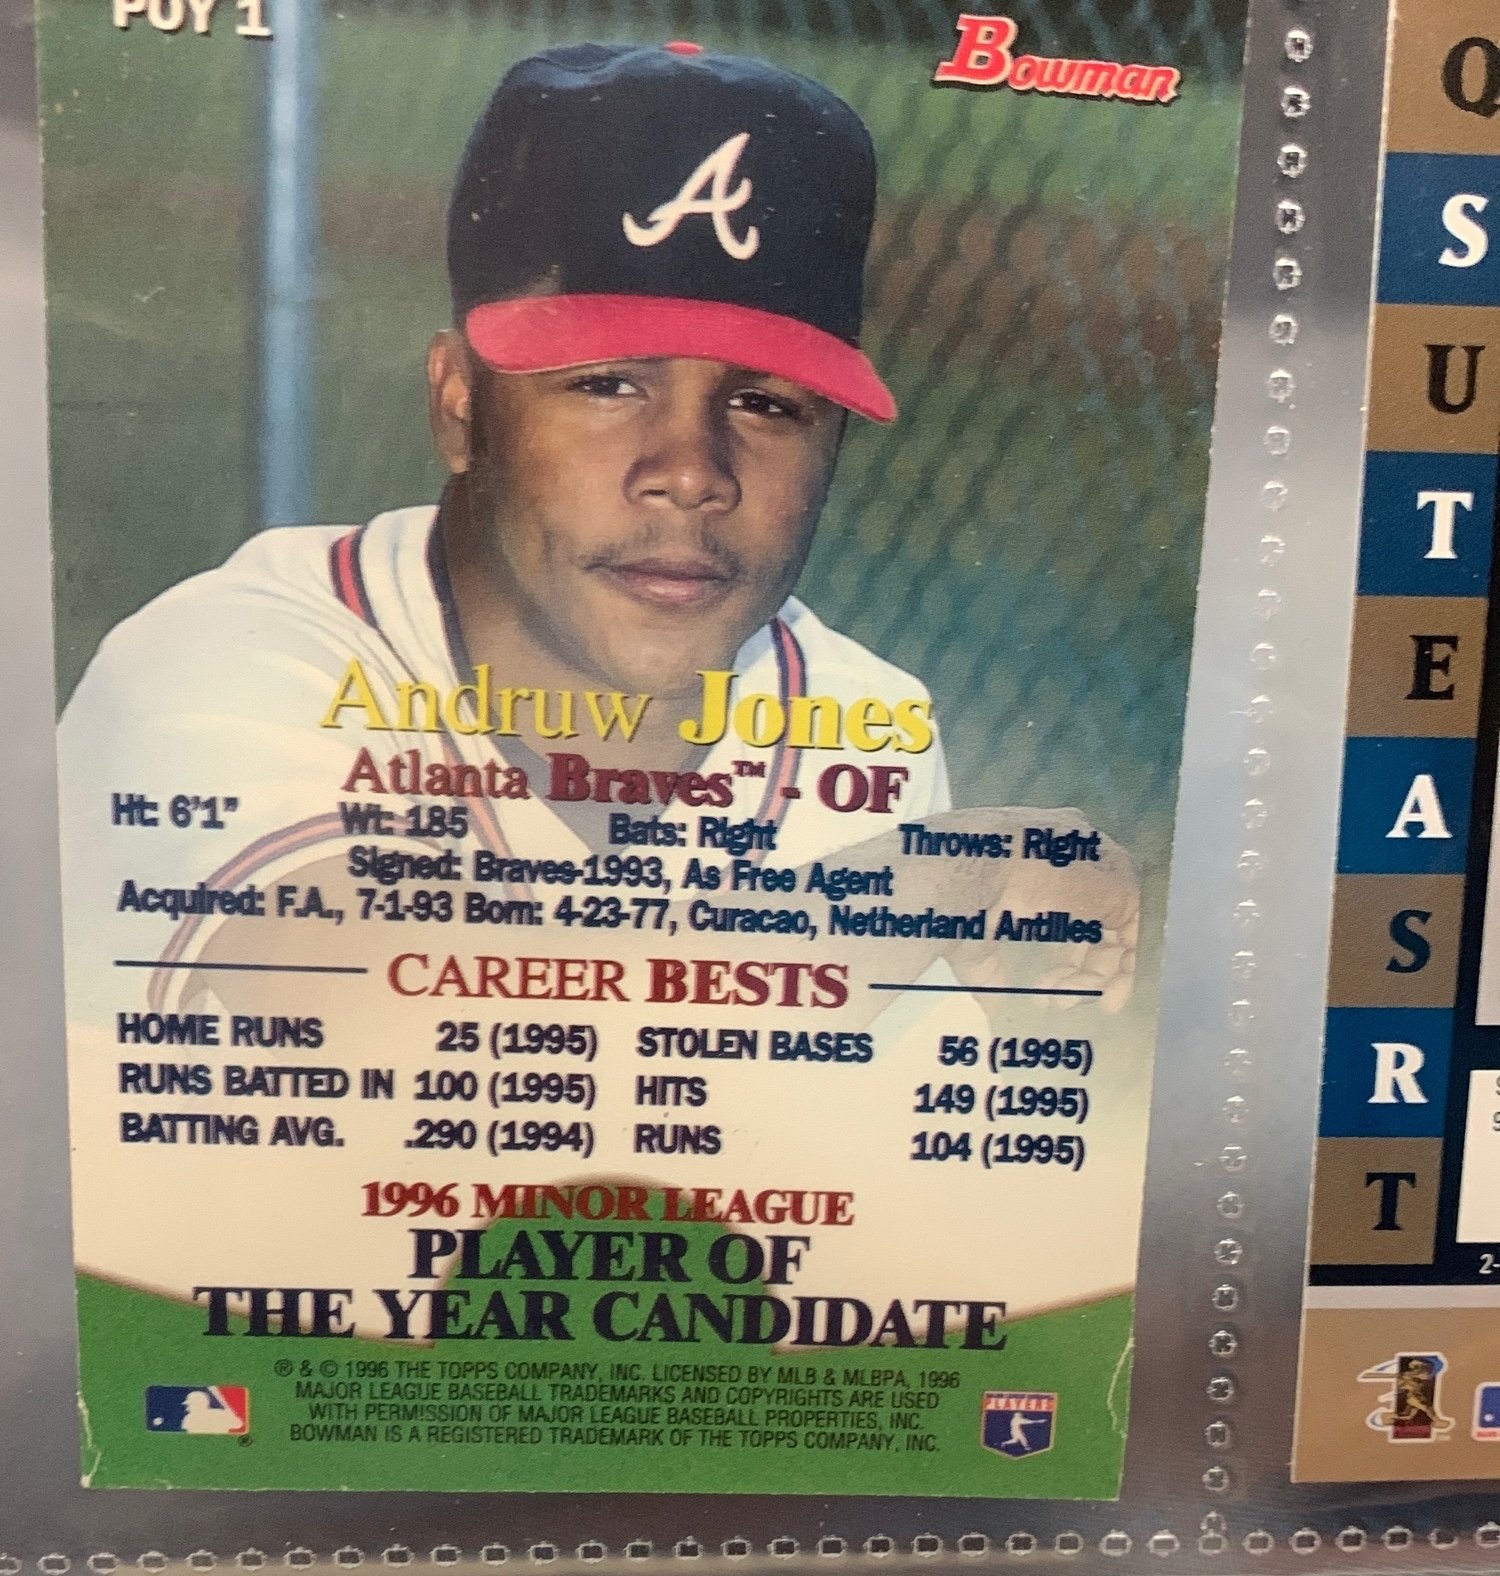 POY 1
Bowman
A
Andruw Jones
Atlanta Braves™ - OF
Ht: 6'1" Wt: 185 Bats: Right Throws: Right
Signed: Braves-1993, As Free Agent
Acquired: F.A., 7-1-93 Born: 4-23-77, Curacao, Netherland Antilles
CAREER BESTS
HOME RUNS 25 (1995) STOLEN BASES 56 (1995)
RUNS BATTED IN 100 (1995) HITS 149 (1995)
BATTING AVG. .290 (1994) RUNS 104 (1995)
1996 MINOR LEAGUE
PLAYER OF
THE YEAR CANDIDATE
® & © 1996 THE TOPPS COMPANY, INC. LICENSED BY MLB & MLBPA, 1996
MAJOR LEAGUE BASEBALL TRADEMARKS AND COPYRIGHTS ARE USED
WITH PERMISSION OF MAJOR LEAGUE BASEBALL PROPERTIES, INC.
BOWMAN IS A REGISTERED TRADEMARK OF THE TOPPS COMPANY, INC.
®
PLAYERS
Q
S
U
T
E
A
S
R
T
2-